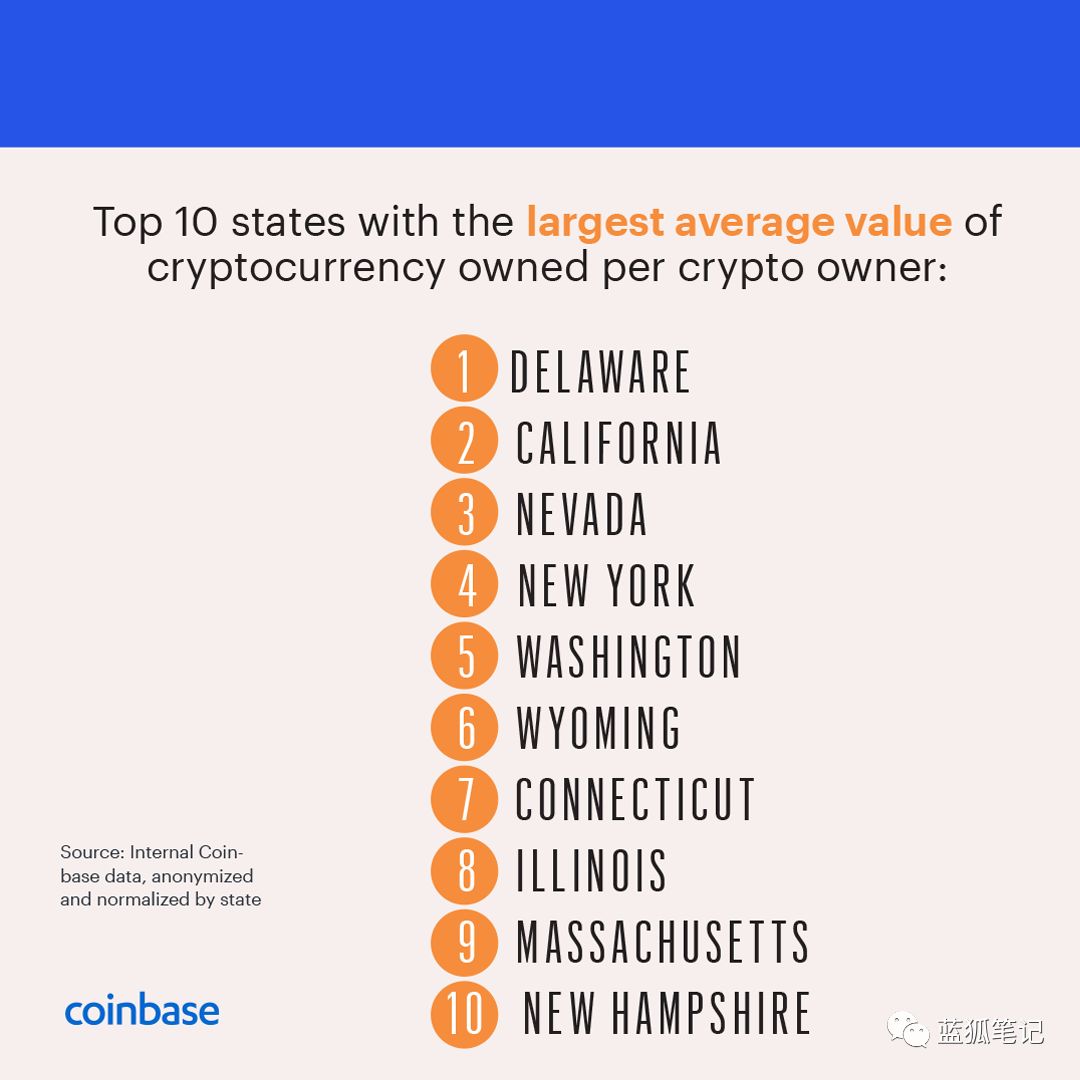 Top 10 states with the largest average value of
cryptocurrency owned per crypto owner:
1 DELAWARE
2 CALIFORNIA
3 NEVADA
4 NEW YORK
5 WASHINGTON
6 WYOMING
7 CONNECTICUT
8 ILLINOIS
9 MASSACHUSETTS
10 NEW HAMPSHIRE
Source: Internal Coin-
base data, anonymized
and normalized by state
coinbase
蓝狐笔记